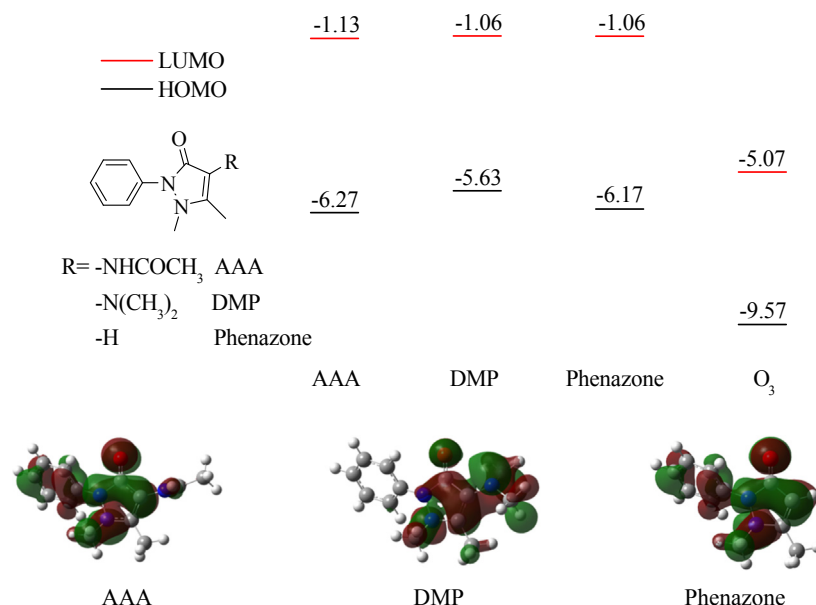 -1.13 -1.06 -1.06
LUMO
HOMO
O
R
N
N
-5.07
-6.27 -5.63 -6.17
R= -NHCOCH₃ AAA
-N(CH₃)₂ DMP
-H Phenazone
-9.57
AAA DMP Phenazone O₃
AAA DMP Phenazone